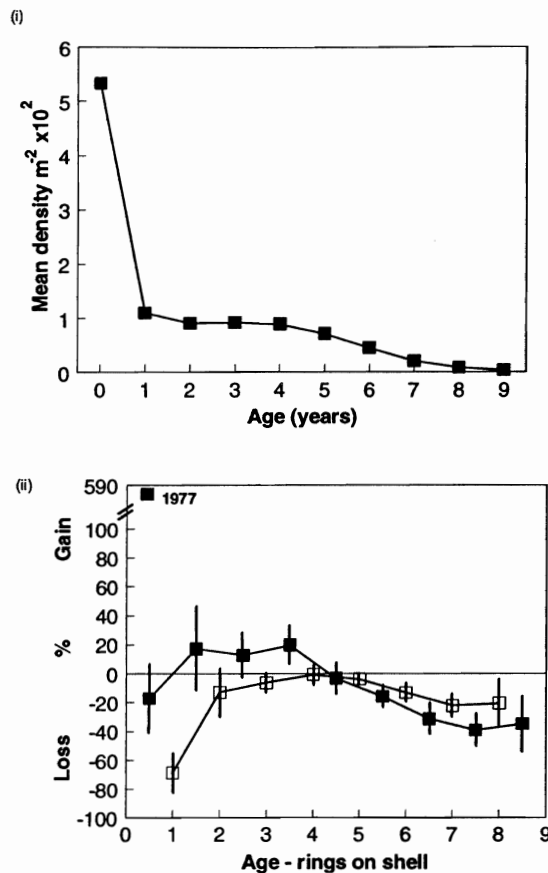 (i)
Mean density m⁻² x10²
6
5
4
3
2
1
0
0 1 2 3 4 5 6 7 8 9
Age (years)
(ii)
Loss % Gain
590
1977
100
80
60
40
20
0
-20
-40
-60
-80
-100
0 1 2 3 4 5 6 7 8 9
Age - rings on shell